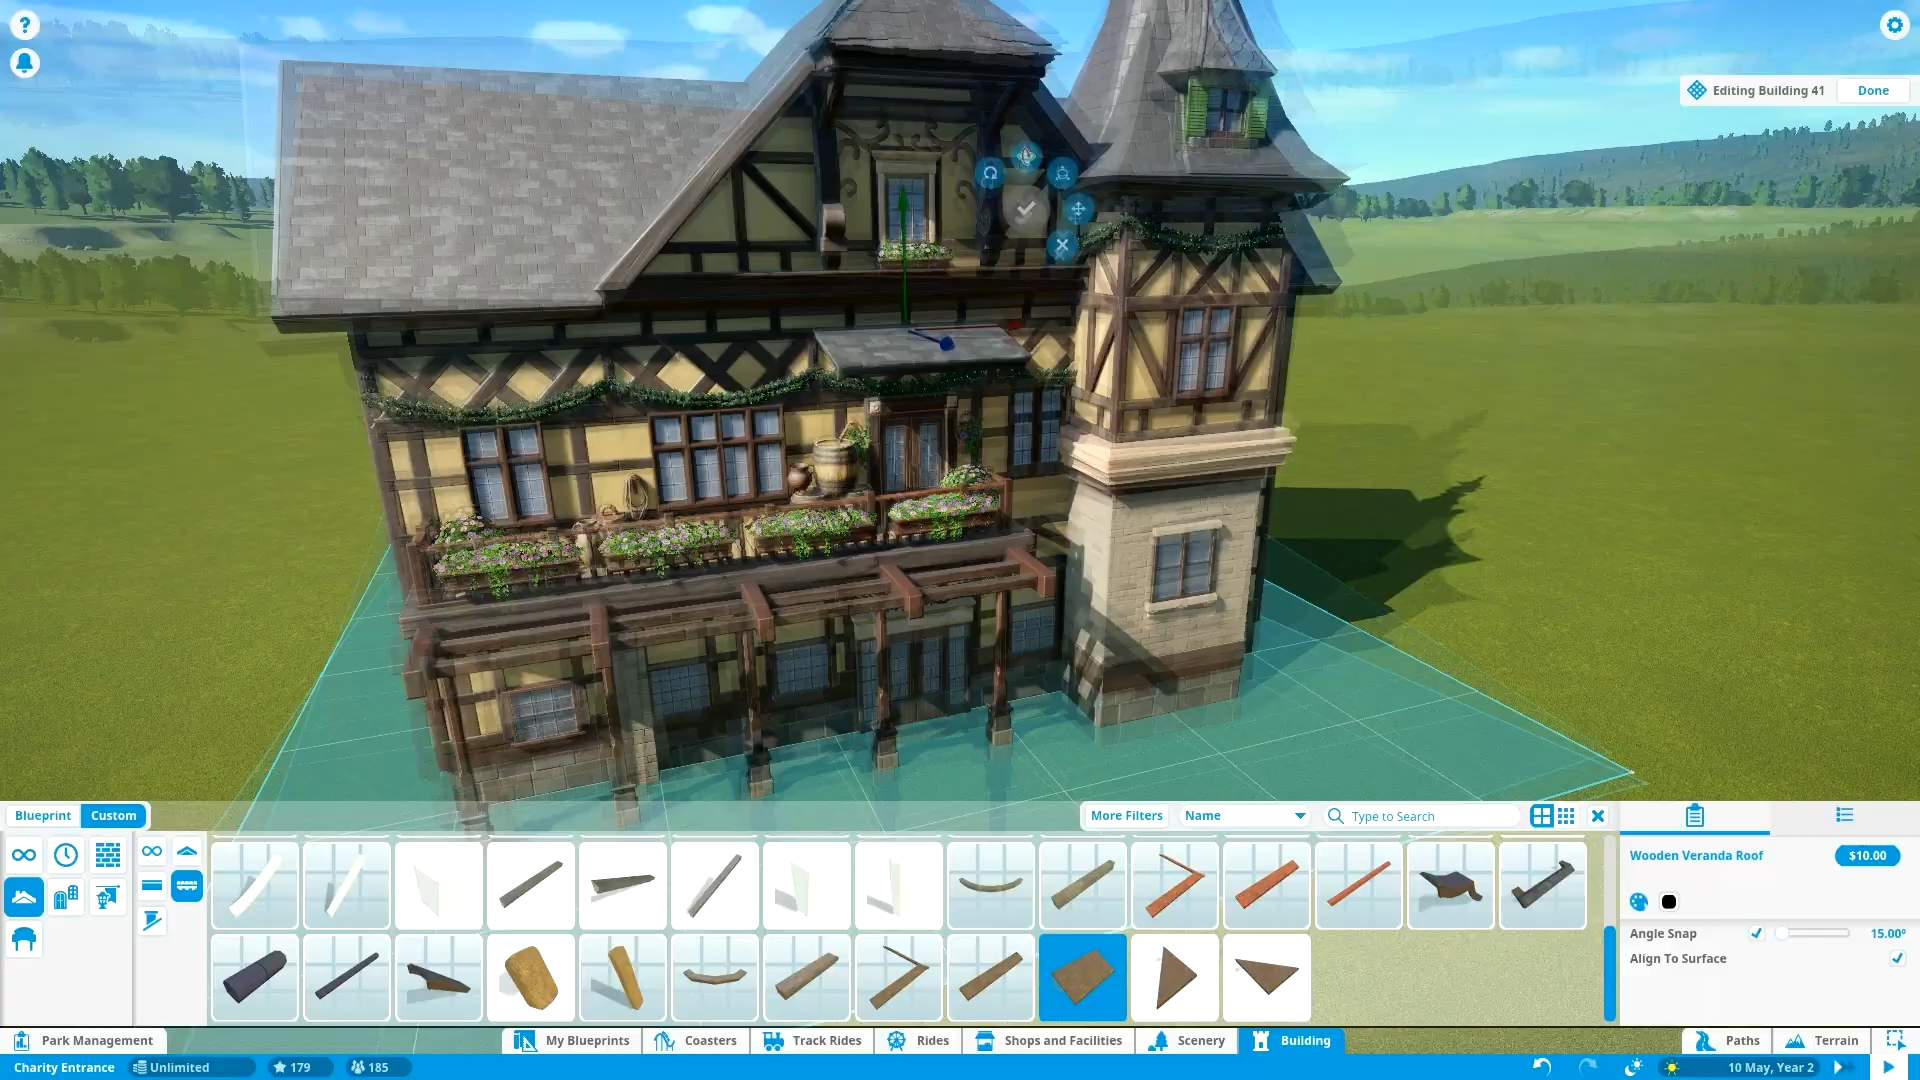 ?
Editing Building 41
Done
Blueprint
Custom
More Filters
Name
Type to Search
Wooden Veranda Roof
$10.00
Angle Snap
15.00°
Align To Surface
Park Management
My Blueprints
Coasters
Track Rides
Rides
Shops and Facilities
Scenery
Building
Paths
Terrain
Charity Entrance
Unlimited
179
185
10 May, Year 2